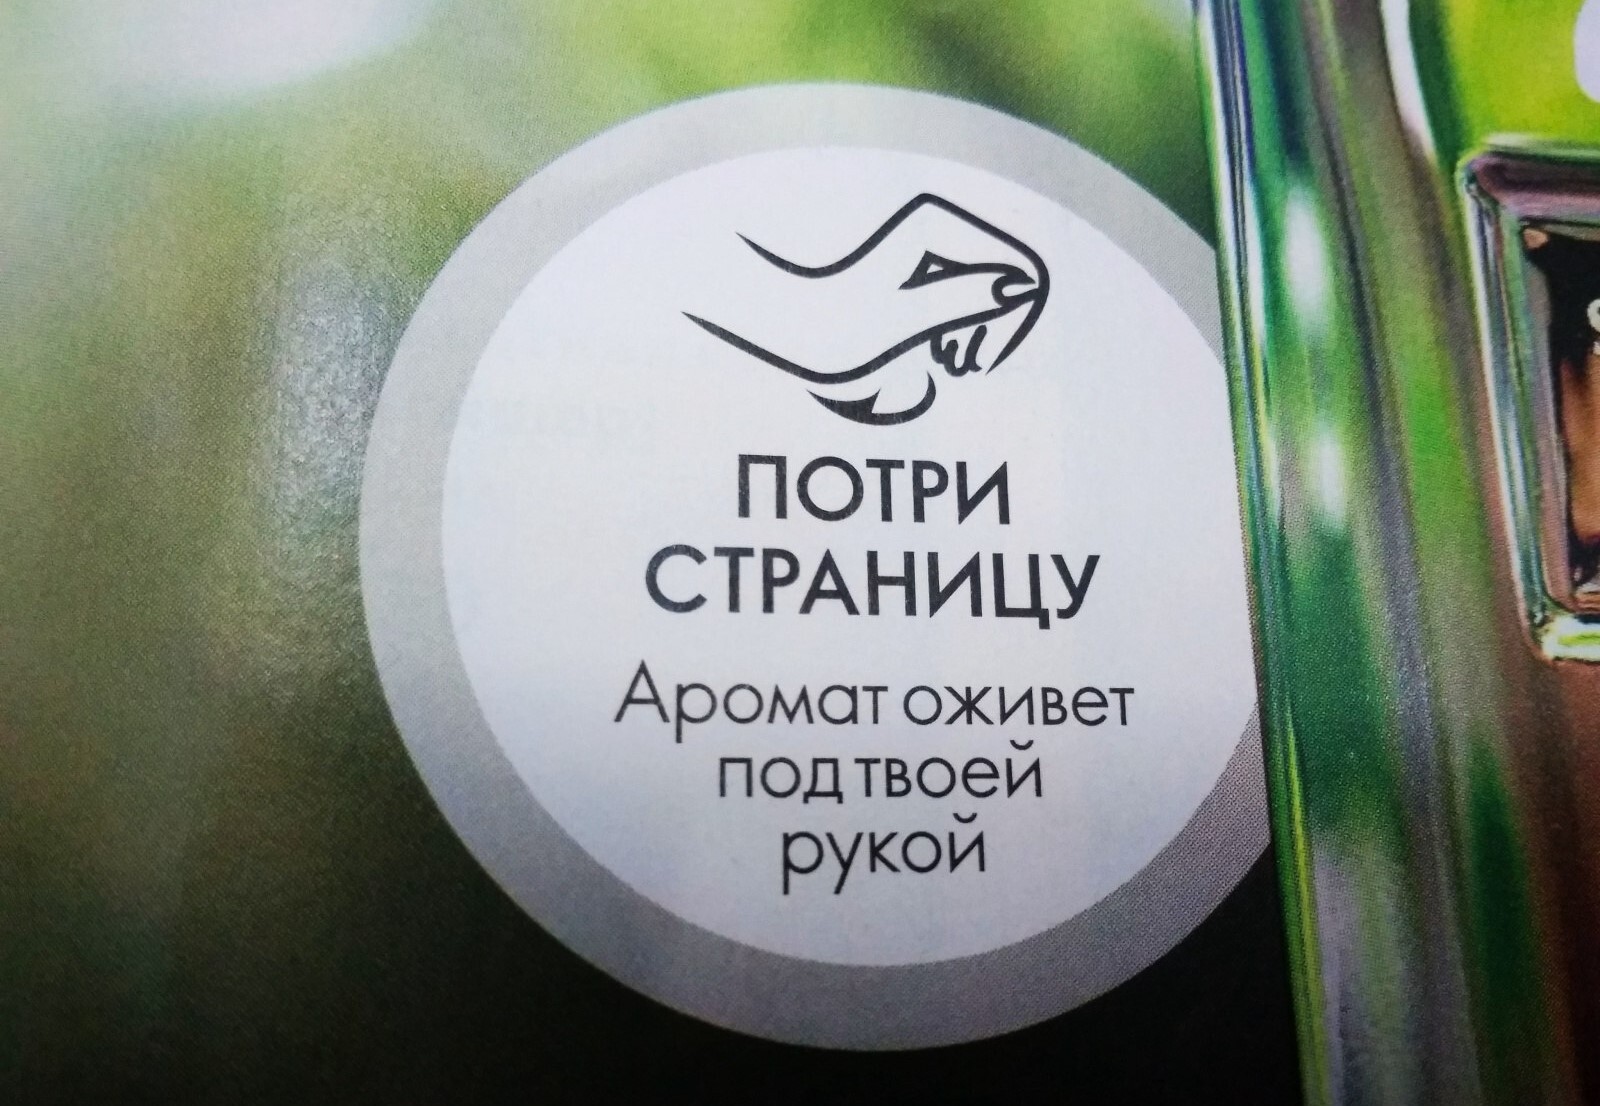 ПОТРИ
СТРАНИЦУ
Аромат оживет
под твоей
рукой